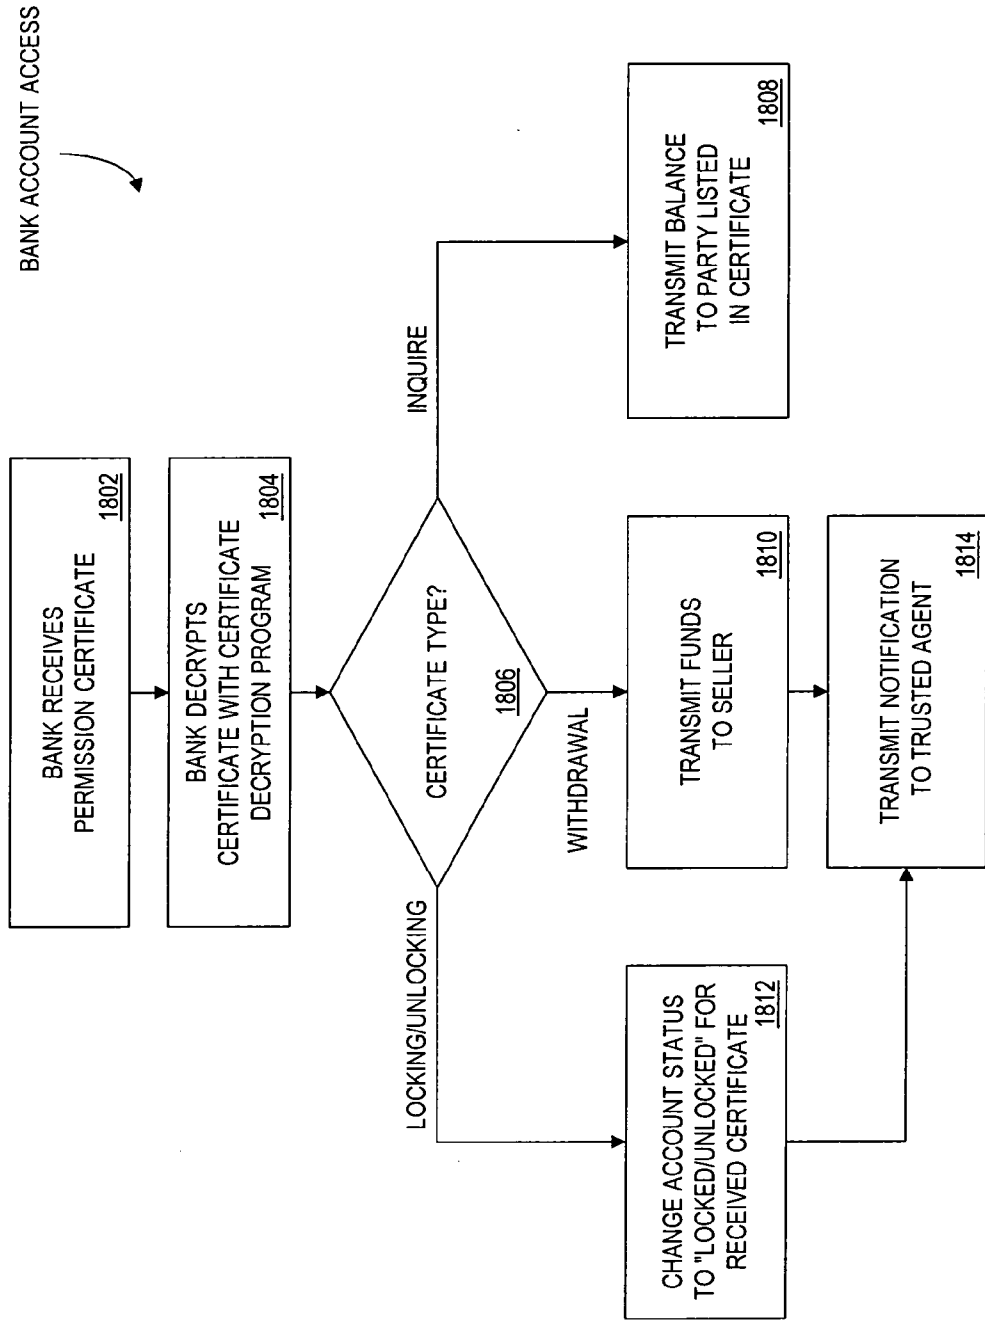 BANK ACCOUNT ACCESS
BANK RECEIVES
PERMISSION CERTIFICATE
1802
BANK DECRYPTS
CERTIFICATE WITH CERTIFICATE
DECRYPTION PROGRAM
1804
CERTIFICATE TYPE?
1806
LOCKING/UNLOCKING
WITHDRAWAL
INQUIRE
CHANGE ACCOUNT STATUS
TO "LOCKED/UNLOCKED" FOR
RECEIVED CERTIFICATE
1812
TRANSMIT FUNDS
TO SELLER
1810
TRANSMIT BALANCE
TO PARTY LISTED
IN CERTIFICATE
1808
TRANSMIT NOTIFICATION
TO TRUSTED AGENT
1814